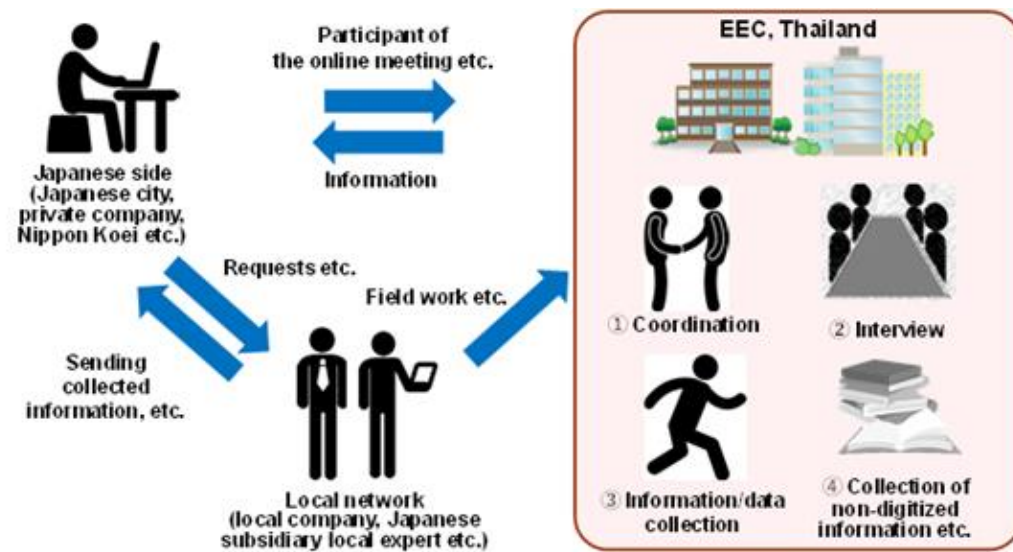 Participant of
the online meeting etc.
Information
Japanese side
(Japanese city,
private company,
Nippon Koei etc.)
Requests etc.
Field work etc.
Sending
collected
information, etc.
Local network
(local company, Japanese
subsidiary local expert etc.)
EEC, Thailand
① Coordination
② Interview
③ Information/data
collection
④ Collection of
non-digitized
information etc.